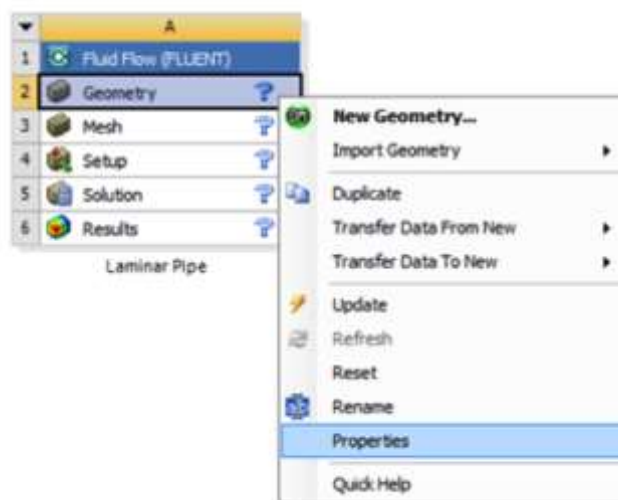 A
1 Fluid Flow (FLUENT)
2 Geometry ?
3 Mesh ?
4 Setup ?
5 Solution ?
6 Results ?
Laminar Pipe
New Geometry...
Import Geometry
Duplicate
Transfer Data From New
Transfer Data To New
Update
Refresh
Reset
Rename
Properties
Quick Help